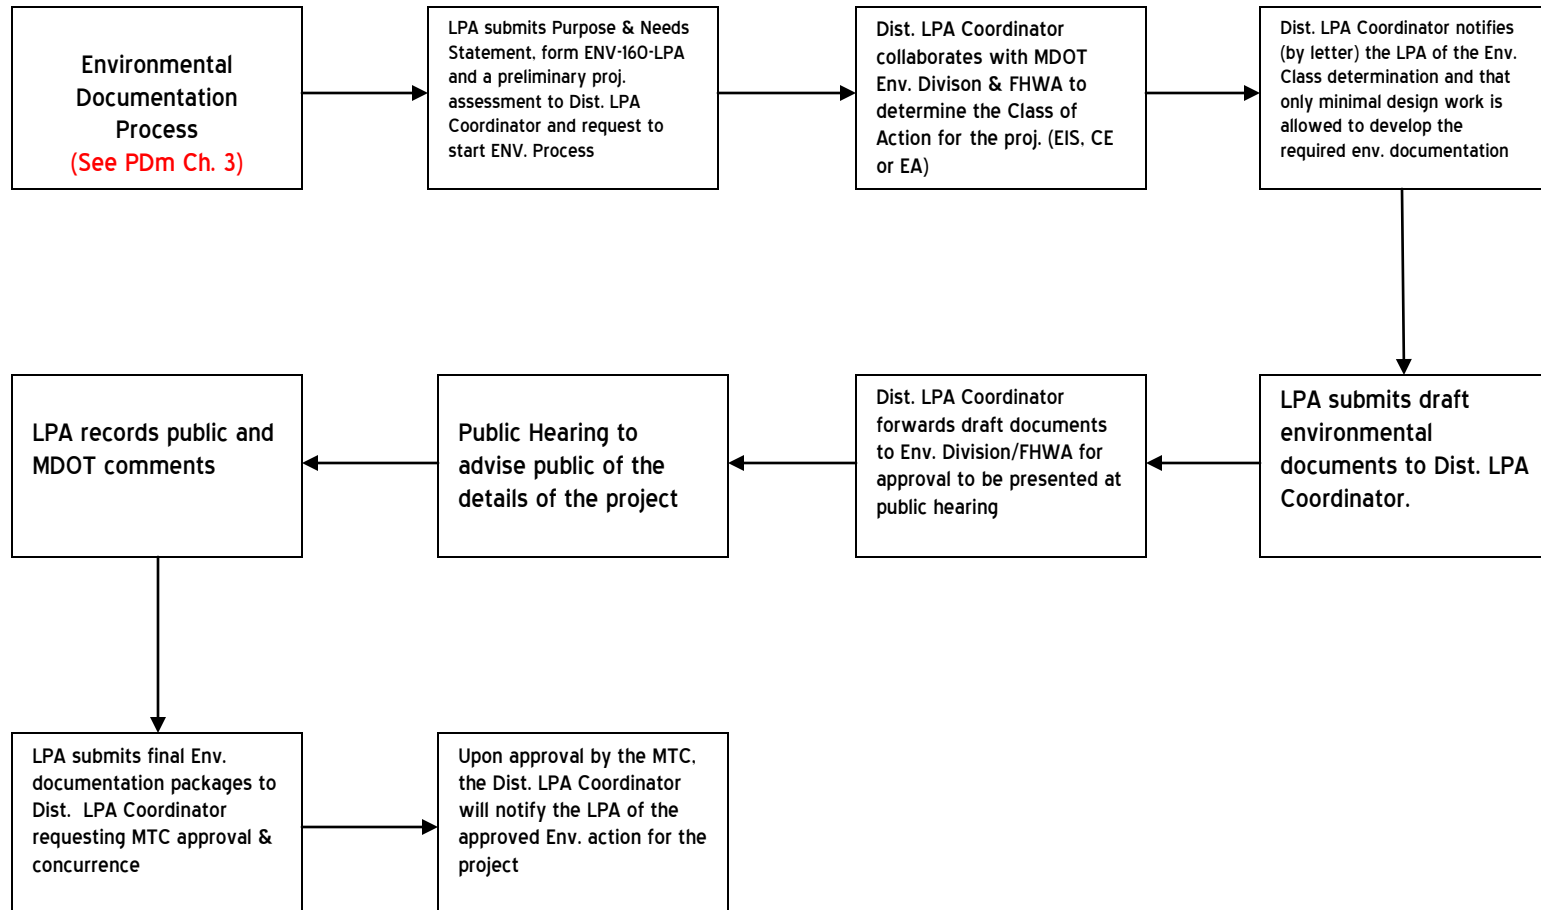 Environmental
Documentation
Process
(See PDm Ch. 3)
LPA submits Purpose & Needs
Statement, form ENV-160-LPA
and a preliminary proj.
assessment to Dist. LPA
Coordinator and request to
start ENV. Process
Dist. LPA Coordinator
collaborates with MDOT
Env. Divison & FHWA to
determine the Class of
Action for the proj. (EIS, CE
or EA)
Dist. LPA Coordinator notifies
(by letter) the LPA of the Env.
Class determination and that
only minimal design work is
allowed to develop the
required env. documentation
LPA submits draft
environmental
documents to Dist. LPA
Coordinator.
Dist. LPA Coordinator
forwards draft documents
to Env. Division/FHWA for
approval to be presented at
public hearing
Public Hearing to
advise public of the
details of the project
LPA records public and
MDOT comments
LPA submits final Env.
documentation packages to
Dist. LPA Coordinator
requesting MTC approval &
concurrence
Upon approval by the MTC,
the Dist. LPA Coordinator
will notify the LPA of the
approved Env. action for the
project